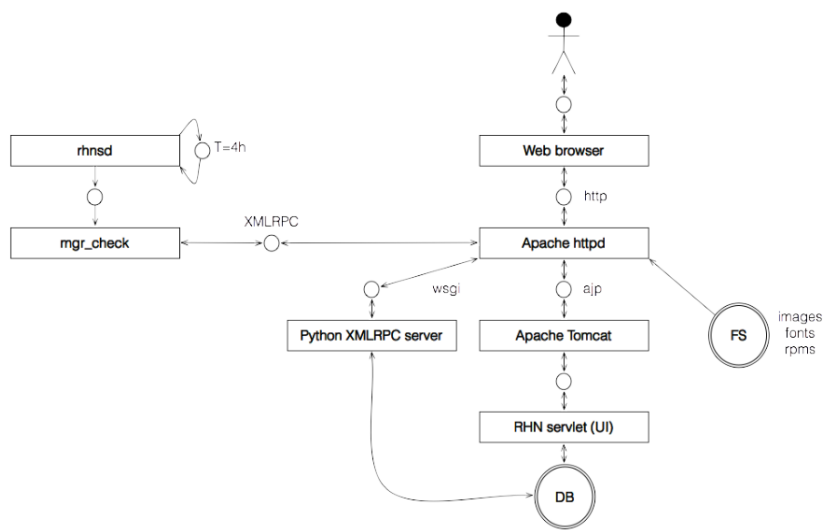 rhnsd
T=4h
Web browser
http
XMLRPC
mgr_check
Apache httpd
wsgi
ajp
images
fonts
rpms
Python XMLRPC server
Apache Tomcat
FS
RHN servlet (UI)
DB